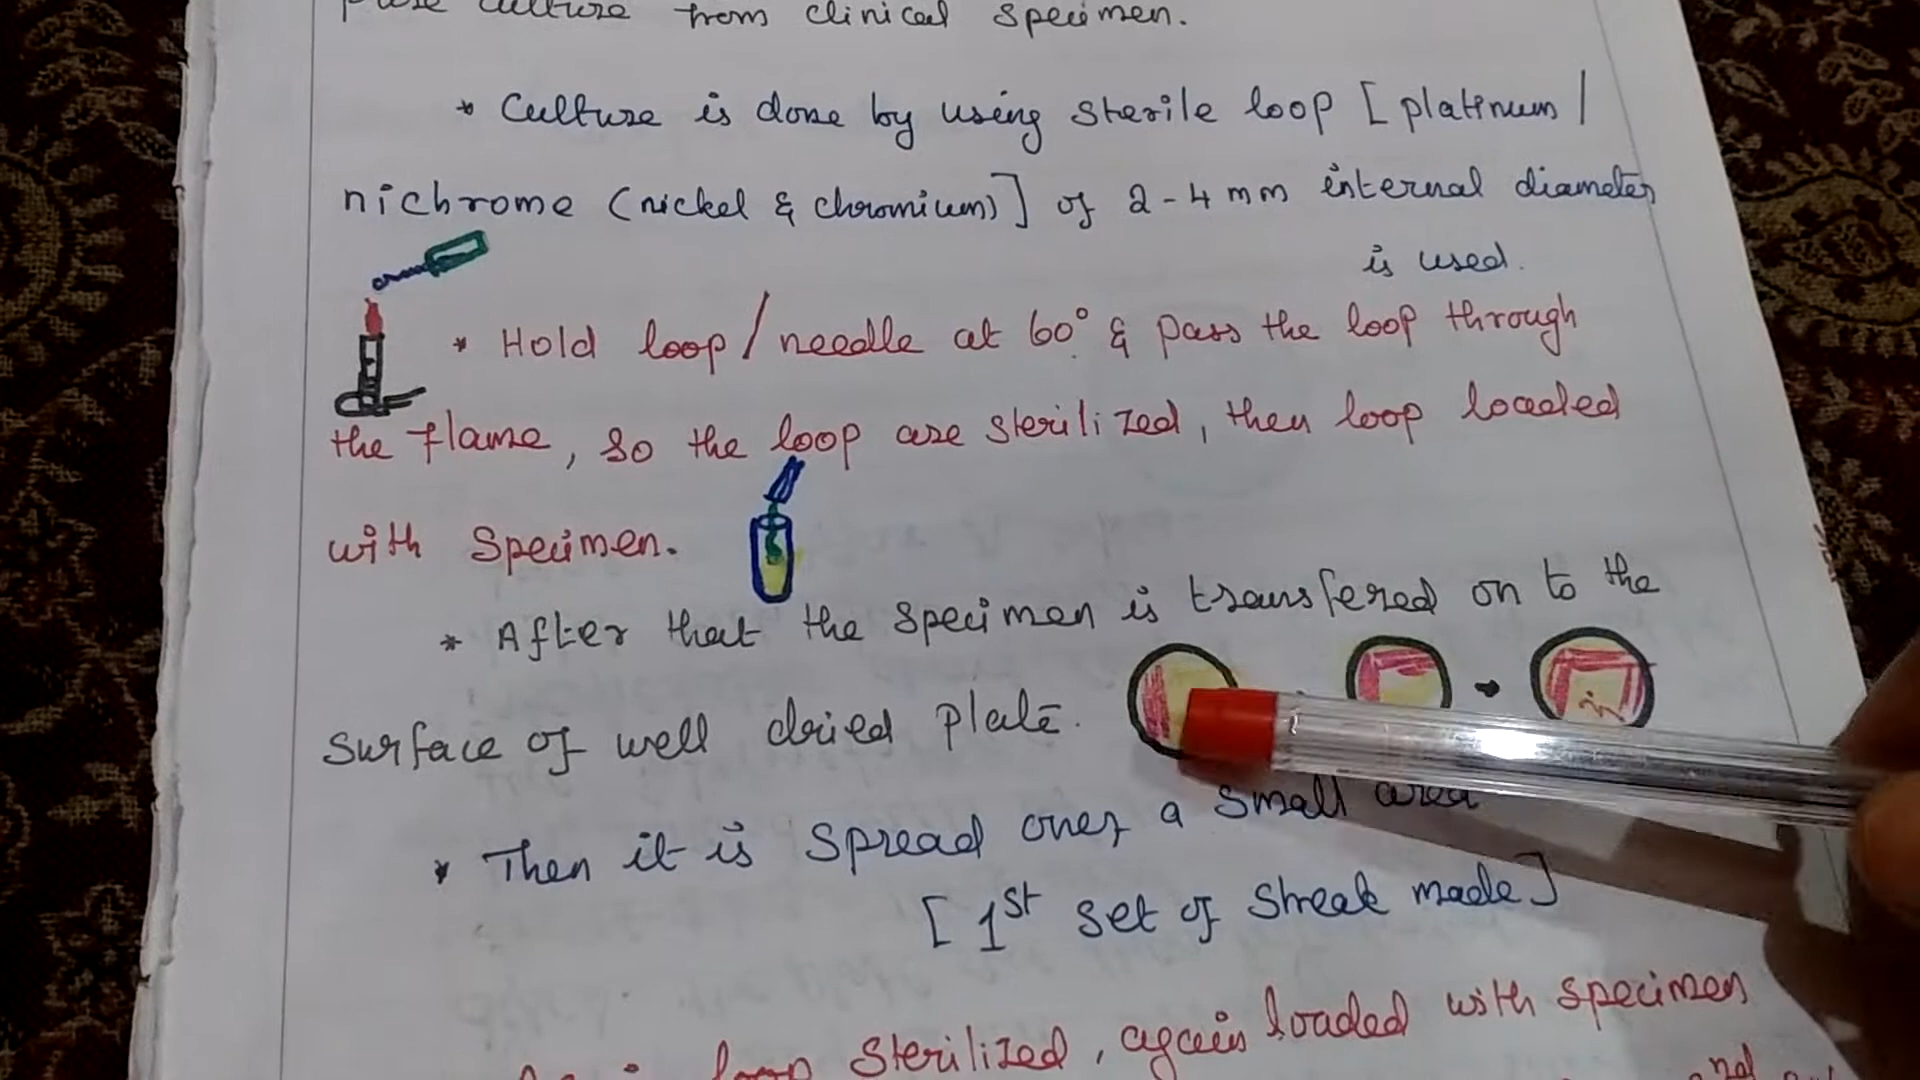 pure culture from clinical specimen.
* Culture is done by using sterile loop [platinum /
nichrome (nickel & chromium)] of 2-4 mm internal diameter
is used.
* Hold loop/needle at 60° & pass the loop through
the flame, so the loop are sterilized, then loop loaded
with specimen.
* After that the specimen is transfered on to the
surface of well dried plate.
* Then it is spread over a small area
[1st set of streak made]
loop sterilized, again loaded with specimen
nd